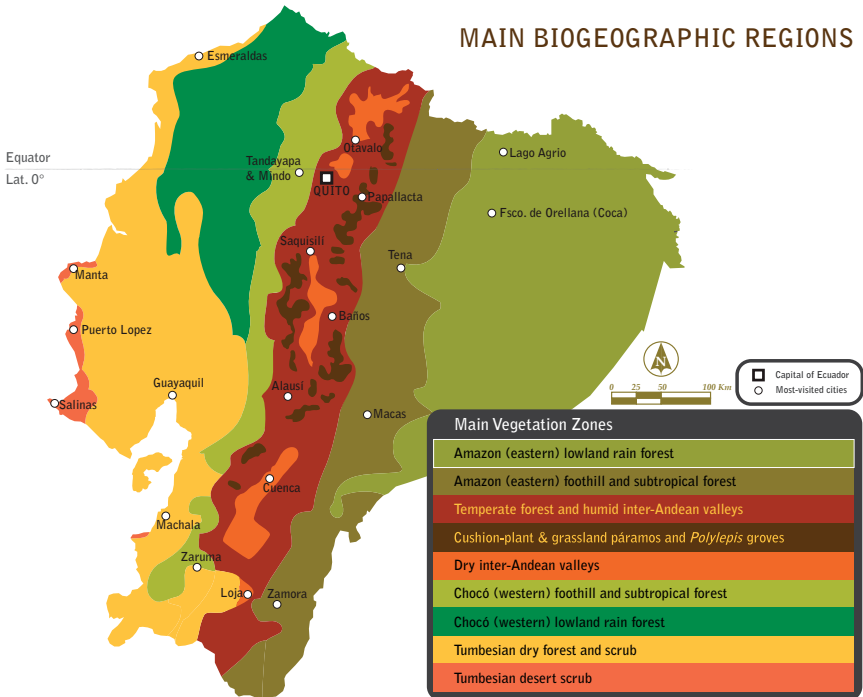 MAIN BIOGEOGRAPHIC REGIONS
Esmeraldas
Equator
Lat. 0°
Otavalo
Tandayapa
& Mindo
QUITO
Lago Agrio
Papallacta
Fsco. de Orellana (Coca)
Saquisilí
Tena
Manta
Baños
Puerto Lopez
N
Guayaquil
Alausí
Salinas
Macas
0 25 50 100 Km
Capital of Ecuador
Most-visited cities
Cuenca
Machala
Zaruma
Loja
Zamora
Main Vegetation Zones
Amazon (eastern) lowland rain forest
Amazon (eastern) foothill and subtropical forest
Temperate forest and humid inter-Andean valleys
Cushion-plant & grassland páramos and Polylepis groves
Dry inter-Andean valleys
Chocó (western) foothill and subtropical forest
Chocó (western) lowland rain forest
Tumbesian dry forest and scrub
Tumbesian desert scrub